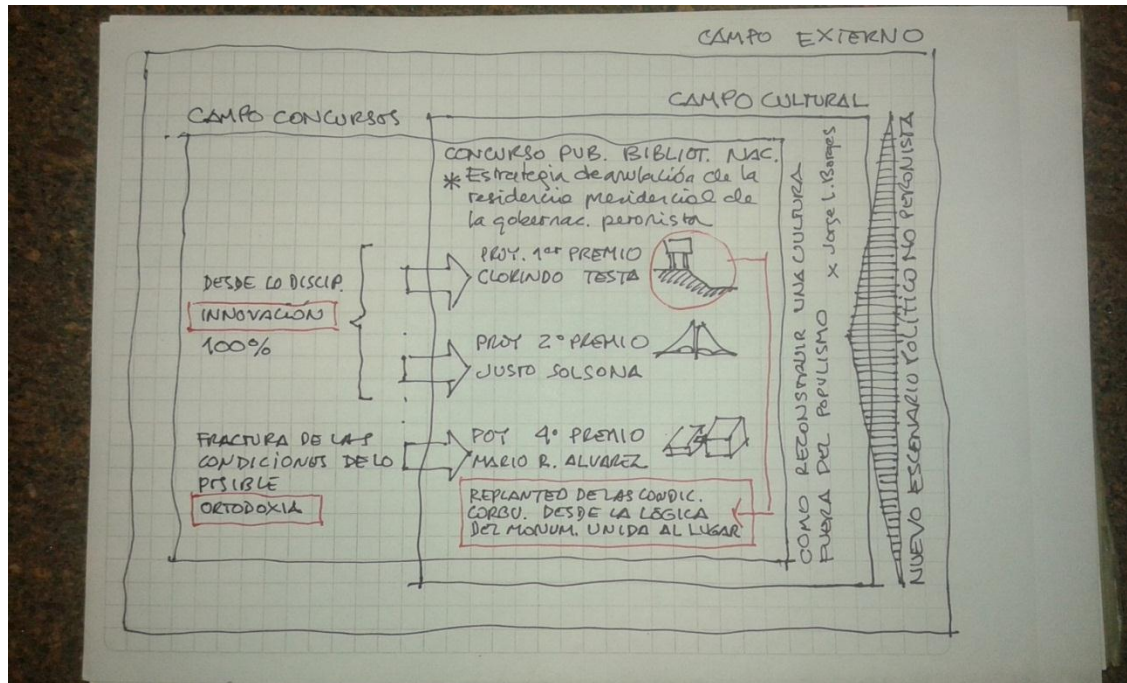 CAMPO EXTERNO
CAMPO CULTURAL
CAMPO CONCURSOS
CONCURSO PUB. BIBLIOT. NAC.
* Estrategia de anulación de la
residencia presidencial de
la gobernac. peronista
DESDE LO DISCIP.
INNOVACIÓN
100%
PROY. 1er PREMIO
CLORINDO TESTA
PROY 2° PREMIO
JUSTO SOLSONA
FRACTURA DE LAS
CONDICIONES DE LO
POSIBLE
ORTODOXIA
POY 4° PREMIO
MARIO R. ALVAREZ
REPLANTEO DE LAS CONDIC.
CORBU. DESDE LA LÓGICA
DEL MONUM. UNIDA AL LUGAR
COMO RECONSTRUIR UNA CULTURA
FUERA DEL POPULISMO x Jorge L. Borges
NUEVO ESCENARIO POLÍTICO NO PERONISTA